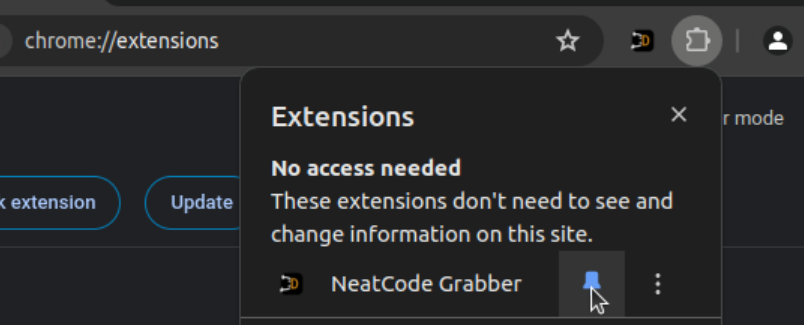 chrome://extensions
Extensions
r mode
No access needed
These extensions don't need to see and
change information on this site.
k extension
Update
NeatCode Grabber